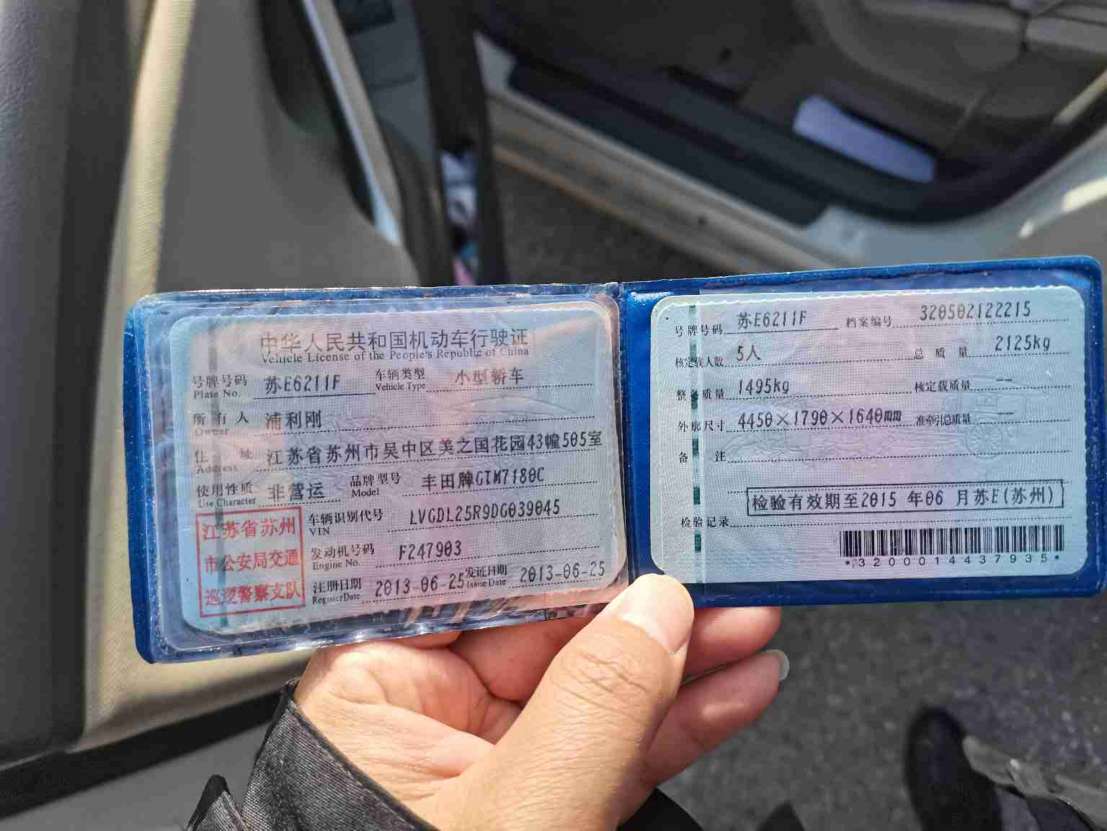 中华人民共和国机动车行驶证
Vehicle License of the People's Republic of China
号牌号码 苏E6211F 车辆类型 小型轿车
Plate No. Vehicle Type
所有人 浦利刚
Owner
住址 江苏省苏州市吴中区美之国花园43幢505室
Address
使用性质 非营运 品牌型号 丰田牌GTM7180C
Use Character Model
江苏省苏州
市公安局交通
巡逻警察支队
车辆识别代号 LVGDL25R9DG039045
VIN
发动机号码 F247903
Engine No.
注册日期 2013-06-25 发证日期 2013-06-25
Register Date Issue Date
号牌号码 苏E6211F 档案编号 320502122215
核定载人数 5人 总质量 2125kg
整备质量 1495kg 核定载质量 --
外廓尺寸 4450×1790×1640mm 准牵引总质量 --
备注
检验有效期至2015年06月苏E(苏州)
检验记录
*3200014437935*